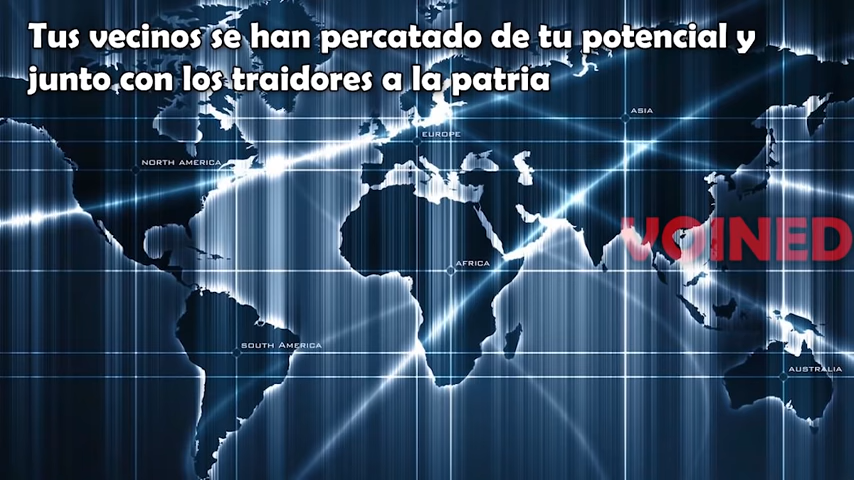 Tus vecinos se han percatado de tu potencial y
junto con los traidores a la patria
ASIA
EUROPE
NORTH AMERICA
VOINED
AFRICA
SOUTH AMERICA
AUSTRALIA